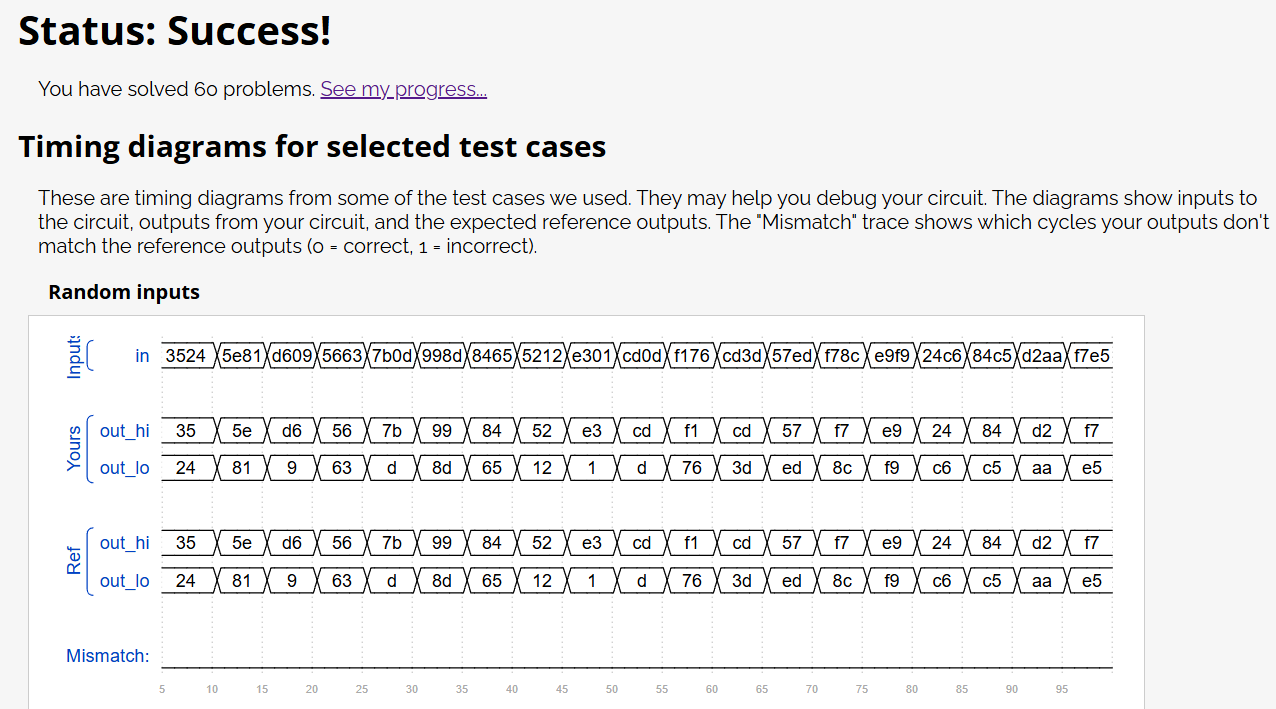 Status: Success!
You have solved 60 problems. See my progress...
Timing diagrams for selected test cases
These are timing diagrams from some of the test cases we used. They may help you debug your circuit. The diagrams show inputs to
the circuit, outputs from your circuit, and the expected reference outputs. The "Mismatch" trace shows which cycles your outputs don't
match the reference outputs (0 = correct, 1 = incorrect).
Random inputs
Inputs
in 3524 5e81 d609 5663 7b0d 998d 8465 5212 e301 cd0d f176 cd3d 57ed f78c e9f9 24c6 84c5 d2aa f7e5
Yours
out_hi 35 5e d6 56 7b 99 84 52 e3 cd f1 cd 57 f7 e9 24 84 d2 f7
out_lo 24 81 9 63 d 8d 65 12 1 d 76 3d ed 8c f9 c6 c5 aa e5
Ref
out_hi 35 5e d6 56 7b 99 84 52 e3 cd f1 cd 57 f7 e9 24 84 d2 f7
out_lo 24 81 9 63 d 8d 65 12 1 d 76 3d ed 8c f9 c6 c5 aa e5
Mismatch:
5 10 15 20 25 30 35 40 45 50 55 60 65 70 75 80 85 90 95